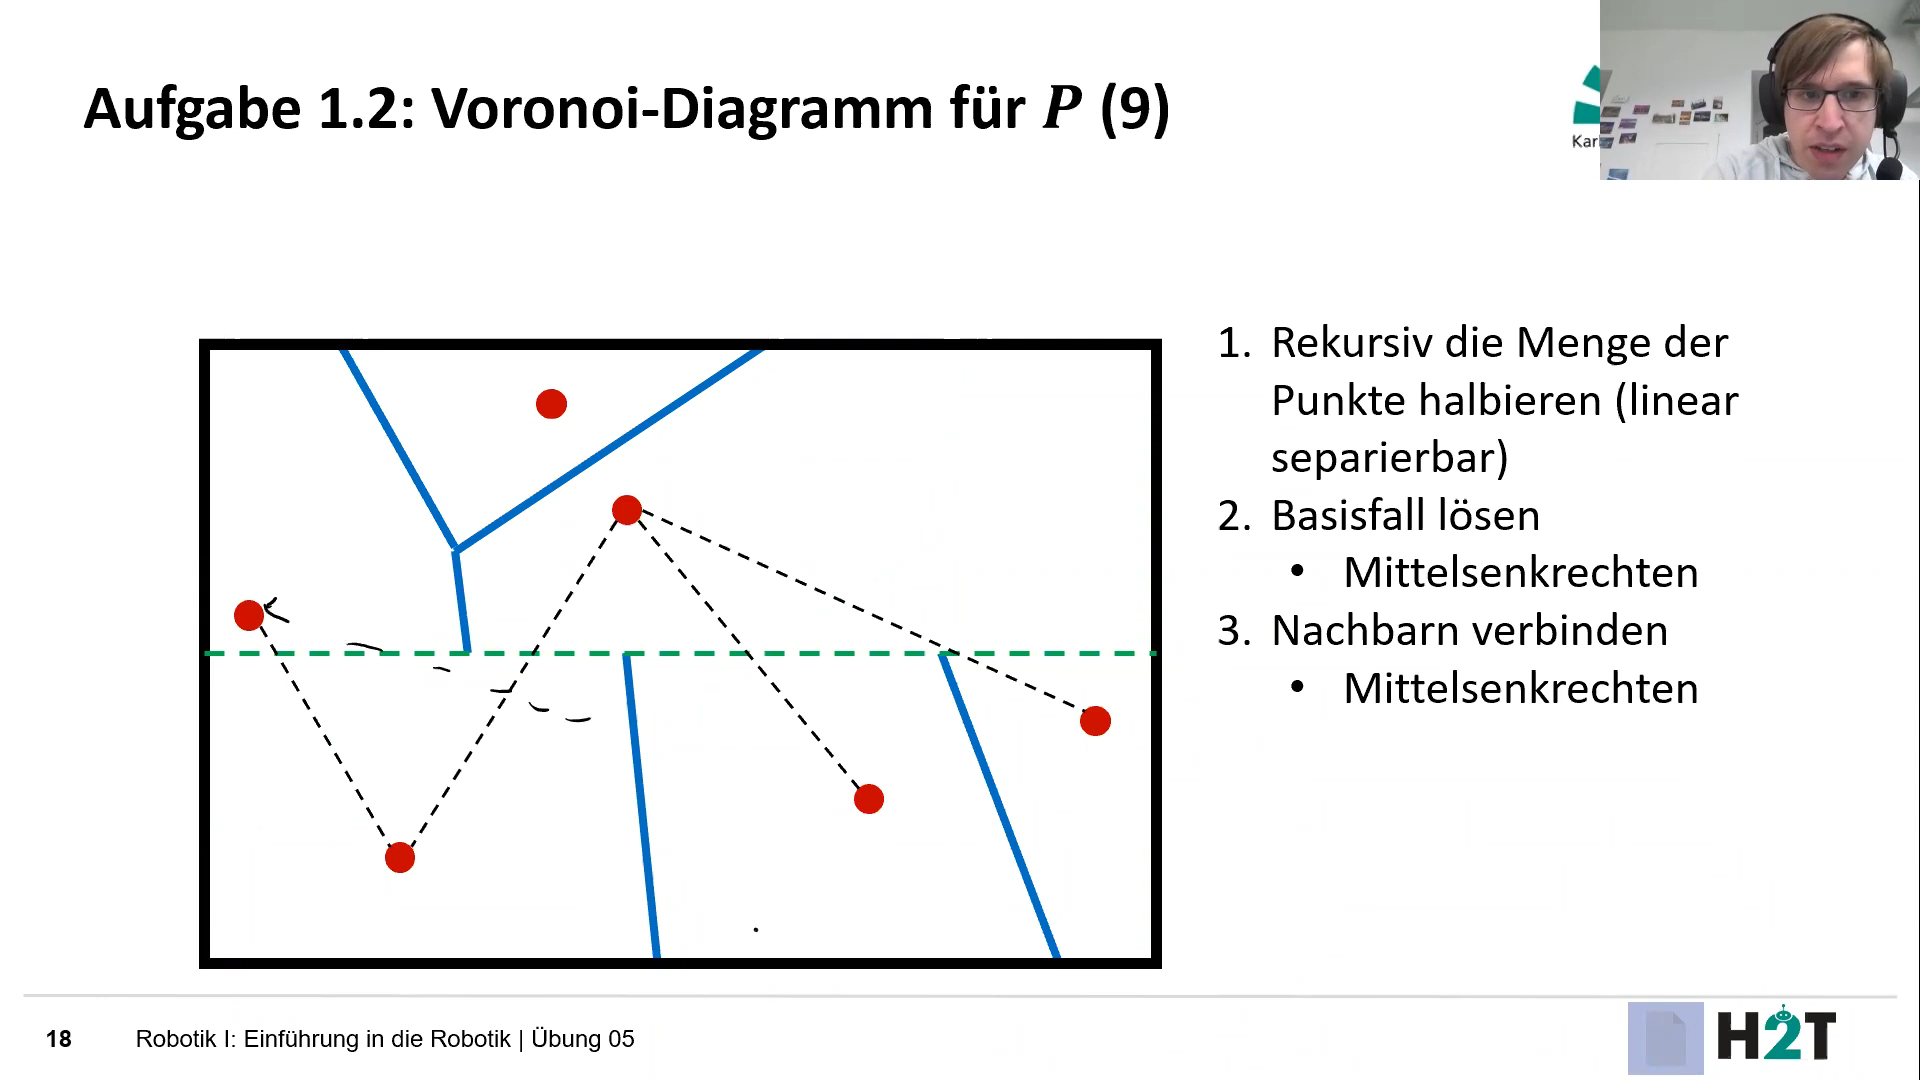 Aufgabe 1.2: Voronoi-Diagramm für P (9)
1. Rekursiv die Menge der
Punkte halbieren (linear
separierbar)
2. Basisfall lösen
• Mittelsenkrechten
3. Nachbarn verbinden
• Mittelsenkrechten
18
Robotik I: Einführung in die Robotik | Übung 05
H2T